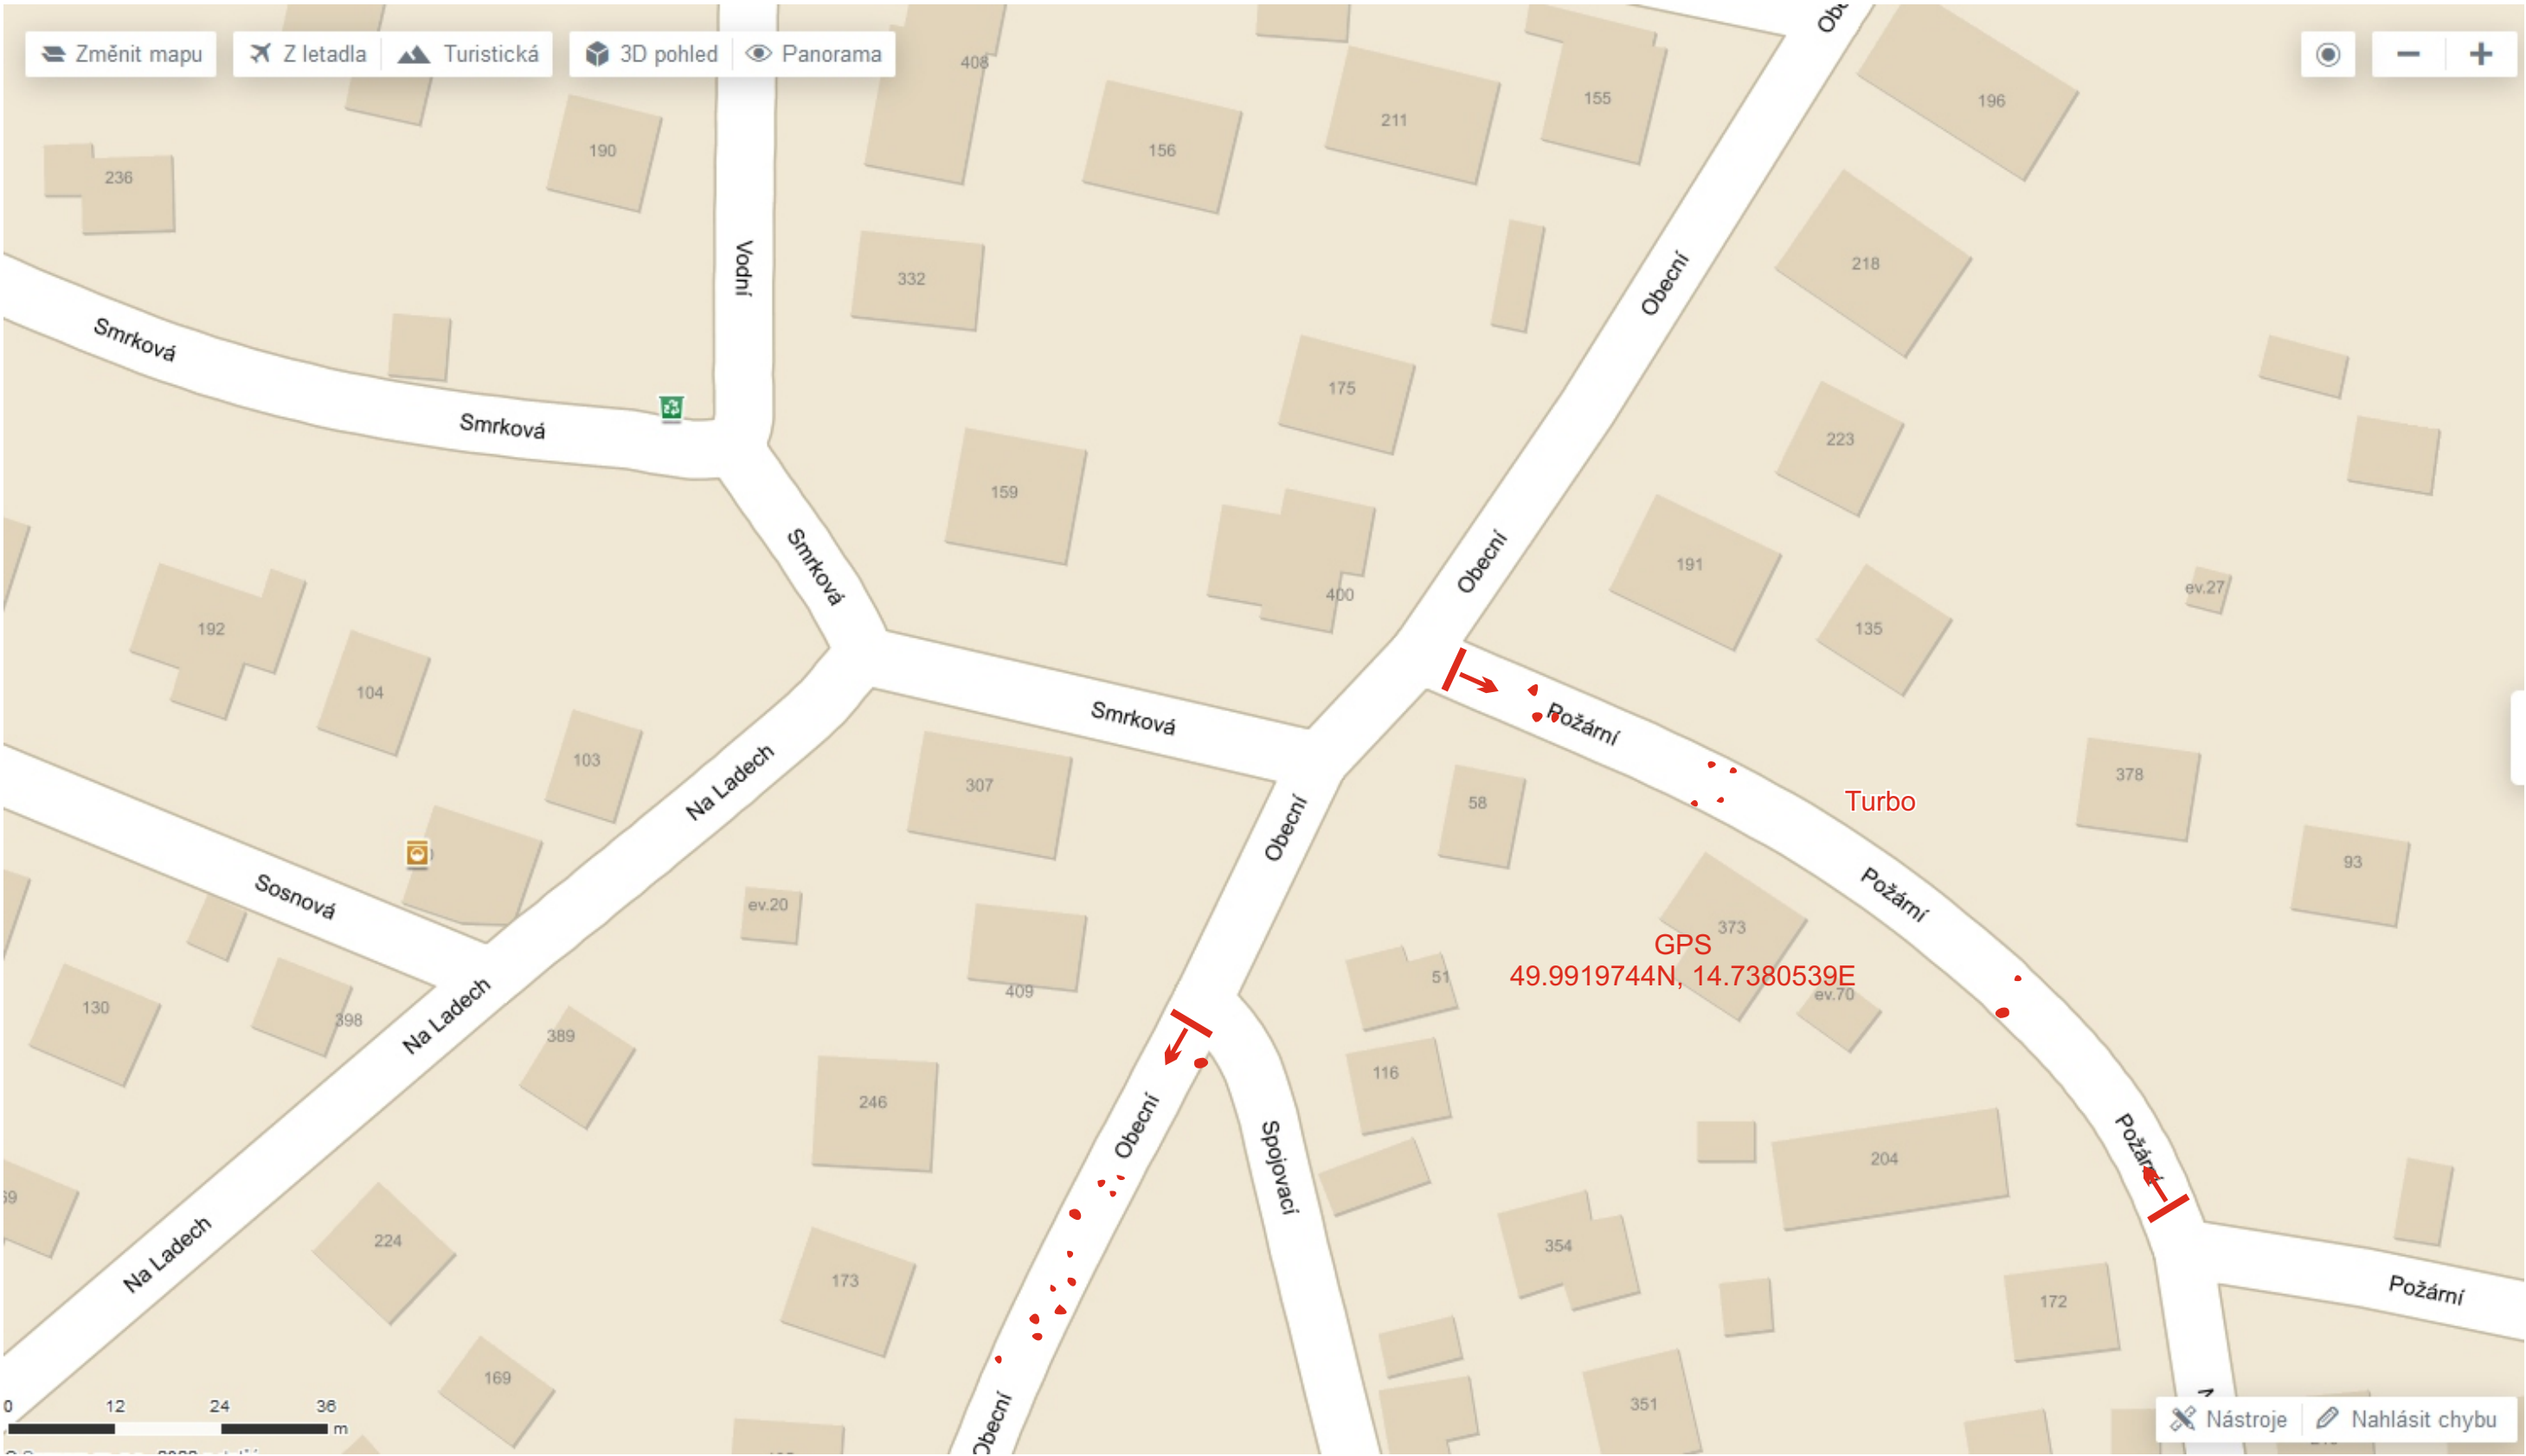 Změnit mapu
Z letadla
Turistická
3D pohled
Panorama
408
155
196
211
190
156
236
Vodní
218
332
Obecní
Smrková
175
Smrková
223
159
Obecní
191
Smrková
ev.27
400
192
135
104
Smrková
Požární
103
378
Na Ladech
307
58
Turbo
Obecní
93
Požární
Sosnová
ev.20
373
GPS
49.9919744N, 14.7380539E
51
409
ev.70
130
398
Na Ladech
389
116
246
Obecní
Spojovací
Požární
204
224
354
Na Ladech
173
172
Požární
169
351
Obecní
0 12 24 36
m
Nástroje
Nahlásit chybu